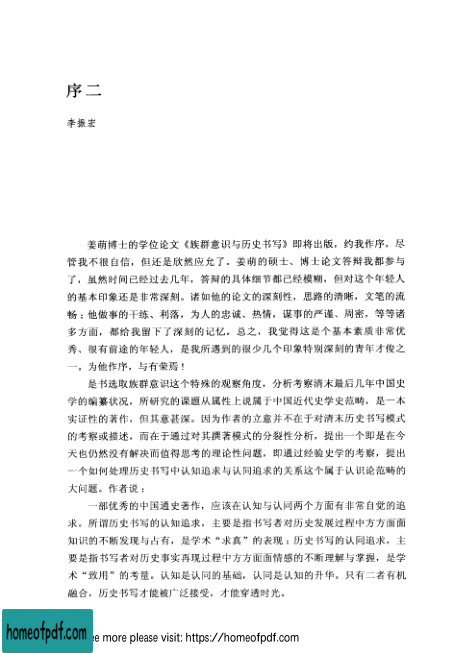 序二
李振宏
姜萌博士的学位论文《族群意识与历史书写》即将出版，约我作序，尽
管我不很自信，但还是欣然应允了。姜萌的硕士、博士论文答辩我都参与
了，虽然时间已经过去几年，答辩的具体细节都已经模糊，但对这个年轻人
的基本印象还是非常深刻。诸如他的论文的深刻性，思路的清晰，文笔的流
畅；他做事的干练、利落，为人的忠诚、热情，谋事的严谨、周密，等等诸
多方面，都给我留下了深刻的记忆。总之，我觉得这是个基本素质非常优
秀、很有前途的年轻人，是我所遇到的很少几个印象特别深刻的青年才俊之
一。为他作序，与有荣焉！
是书选取族群意识这个特殊的观察角度，分析考察清末最后几年中国史
学的编纂状况，所研究的课题从属性上说属于中国近代史学史范畴，是一本
实证性的著作，但其意甚深。因为作者的立意并不在于对清末历史书写模式
的考察或描述，而在于通过对其撰著模式的分裂性分析，提出一个即是在今
天也仍然没有解决而值得思考的理论性问题，即通过经验史学的考察，提出
一个如何处理历史书写中认知追求与认同追求的关系这个属于认识论范畴的
大问题。作者说：
一部优秀的中国通史著作，应该在认知与认同两个方面有非常自觉的追
求。所谓历史书写的认知追求，主要是指书写者对历史发展过程中方方面面
知识的不断发现与占有，是学术“求真”的表现；历史书写的认同追求，主
要是指书写者对历史事实再现过程中方方面面情感的不断理解与掌握，是学
术“致用”的考量。认知是认同的基础，认同是认知的升华。只有二者有机
融合，历史书写才能被广泛接受，才能穿透时光。
homeofpdf.com
ee more please visit: https://homeofpdf.com